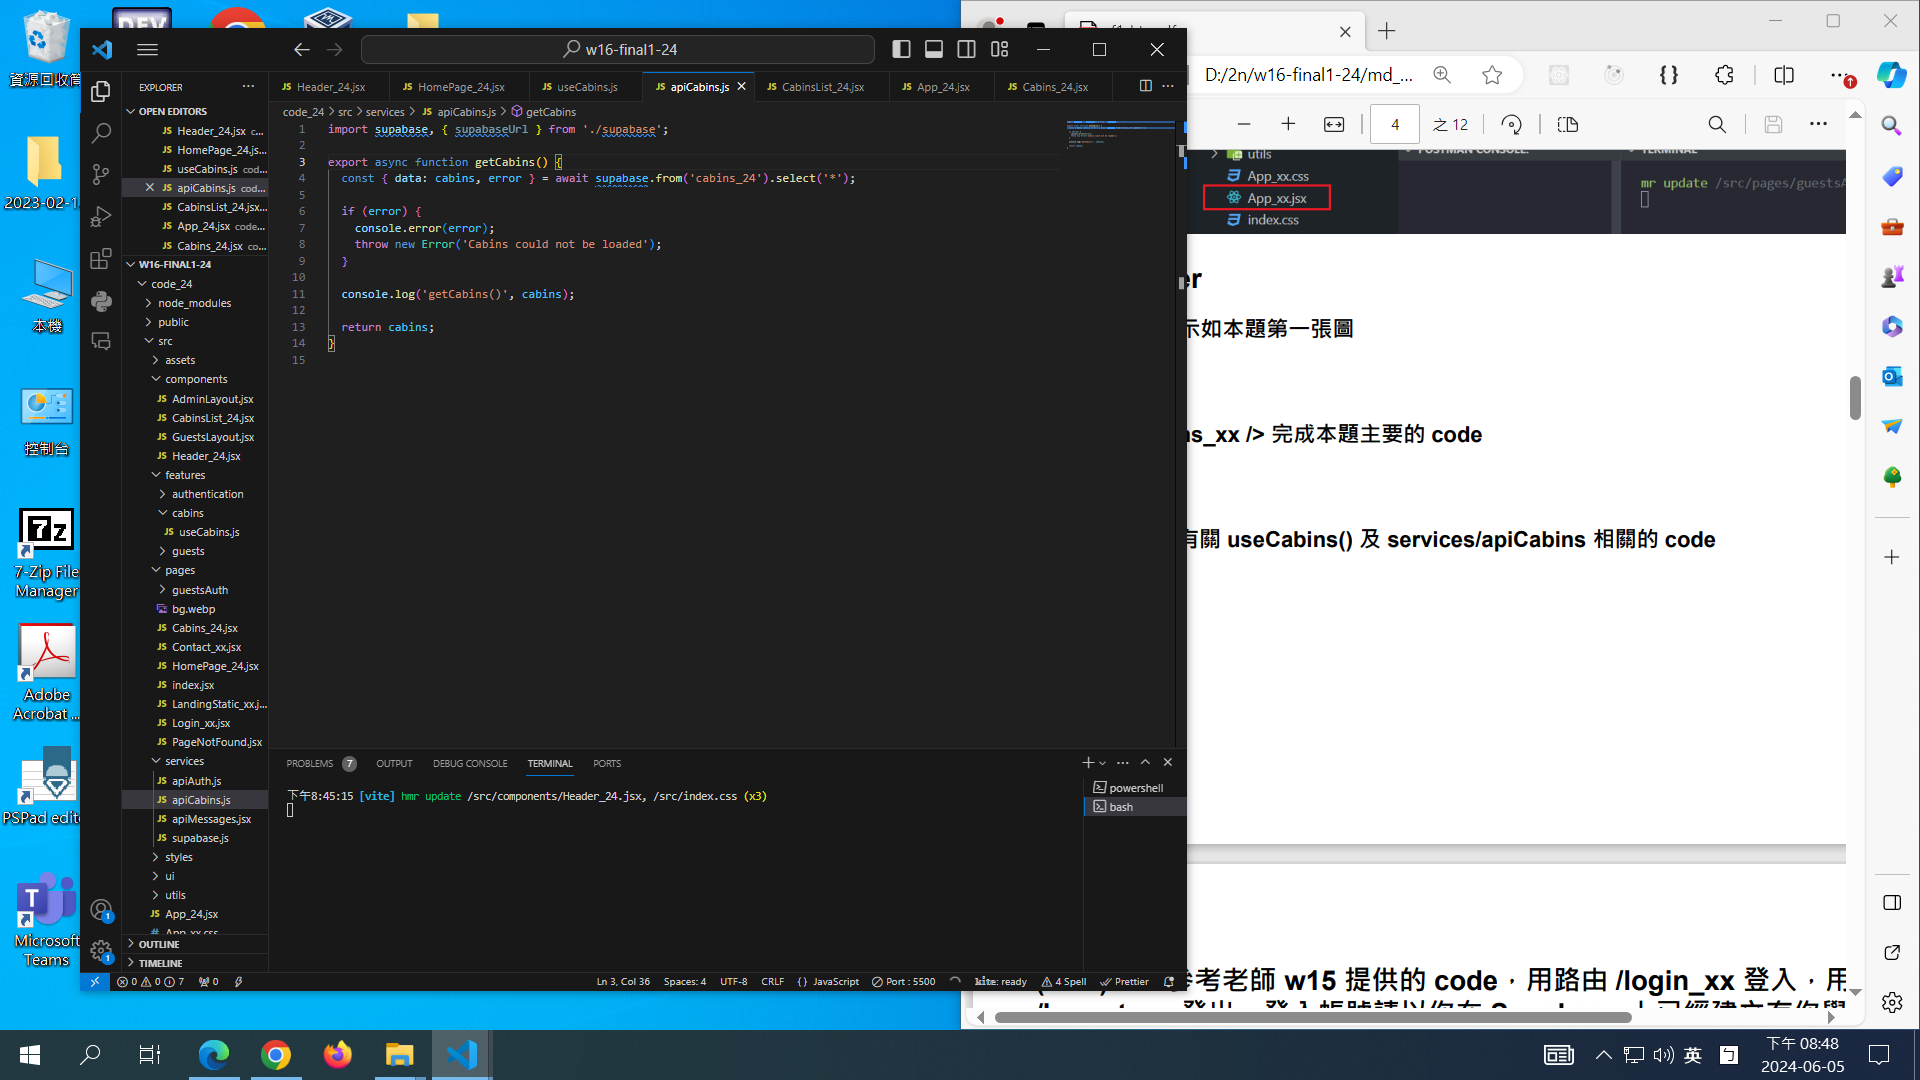 資源回收筒
2023-02-1
本機
控制台
7-Zip File
Manager
Adobe
Acrobat ...
PSPad edit
Microsoft
Teams
w16-final1-24
EXPLORER
OPEN EDITORS
Header_24.jsx c...
HomePage_24.js...
useCabins.js cod...
apiCabins.js cod...
CabinsList_24.jsx...
App_24.jsx code...
Cabins_24.jsx co...
W16-FINAL1-24
code_24
node_modules
public
src
assets
components
AdminLayout.jsx
CabinsList_24.jsx
GuestsLayout.jsx
Header_24.jsx
features
authentication
cabins
useCabins.js
guests
pages
guestsAuth
bg.webp
Cabins_24.jsx
Contact_xx.jsx
HomePage_24.jsx
index.jsx
LandingStatic_xx.j...
Login_xx.jsx
PageNotFound.jsx
services
apiAuth.js
apiCabins.js
apiMessages.jsx
supabase.js
styles
ui
utils
App_24.jsx
App_xx.css
OUTLINE
TIMELINE
Header_24.jsx HomePage_24.jsx useCabins.js apiCabins.js CabinsList_24.jsx App_24.jsx Cabins_24.jsx
code_24 > src > services > apiCabins.js > getCabins
1 import supabase, { supabaseUrl } from './supabase';
2
3 export async function getCabins() {
4 const { data: cabins, error } = await supabase.from('cabins_24').select('*');
5
6 if (error) {
7 console.error(error);
8 throw new Error('Cabins could not be loaded');
9 }
10
11 console.log('getCabins()', cabins);
12
13 return cabins;
14 }
15
PROBLEMS 7 OUTPUT DEBUG CONSOLE TERMINAL PORTS
下午8:45:15 [vite] hmr update /src/components/Header_24.jsx, /src/index.css (x3)
powershell
bash
0 0 7 0 Ln 3, Col 36 Spaces: 4 UTF-8 CRLF {} JavaScript Port : 5500 kite: ready 4 Spell Prettier
D:/2n/w16-final1-24/md_...
4 之 12
utils
App_xx.css
App_xx.jsx
index.css
POSTMAN CONSOLE
TERMINAL
mr update /src/pages/guestsA
er
示如本題第一張圖
ns_xx /> 完成本題主要的 code
有關 useCabins() 及 services/apiCabins 相關的 code
參考老師 w15 提供的 code，用路由 /login_xx 登入，用
英
下午 08:48
2024-06-05